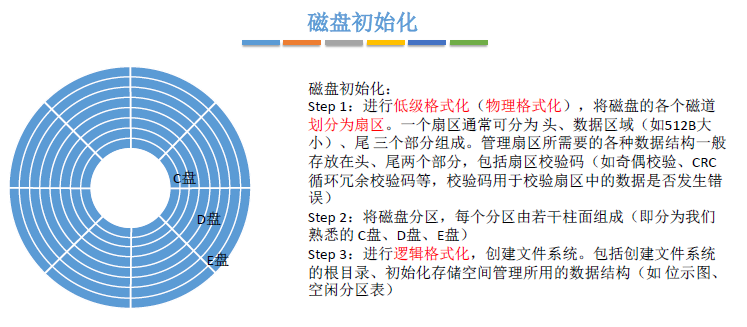 磁盘初始化
磁盘初始化：
Step 1：进行低级格式化（物理格式化），将磁盘的各个磁道
划分为扇区。一个扇区通常可分为 头、数据区域（如512B大
小）、尾 三个部分组成。管理扇区所需要的各种数据结构一般
存放在头、尾两个部分，包括扇区校验码（如奇偶校验、CRC
循环冗余校验码等，校验码用于校验扇区中的数据是否发生错
误）
Step 2：将磁盘分区，每个分区由若干柱面组成（即分为我们
熟悉的 C盘、D盘、E盘）
Step 3：进行逻辑格式化，创建文件系统。包括创建文件系统
的根目录、初始化存储空间管理所用的数据结构（如 位示图、
空闲分区表）
C盘
D盘
E盘